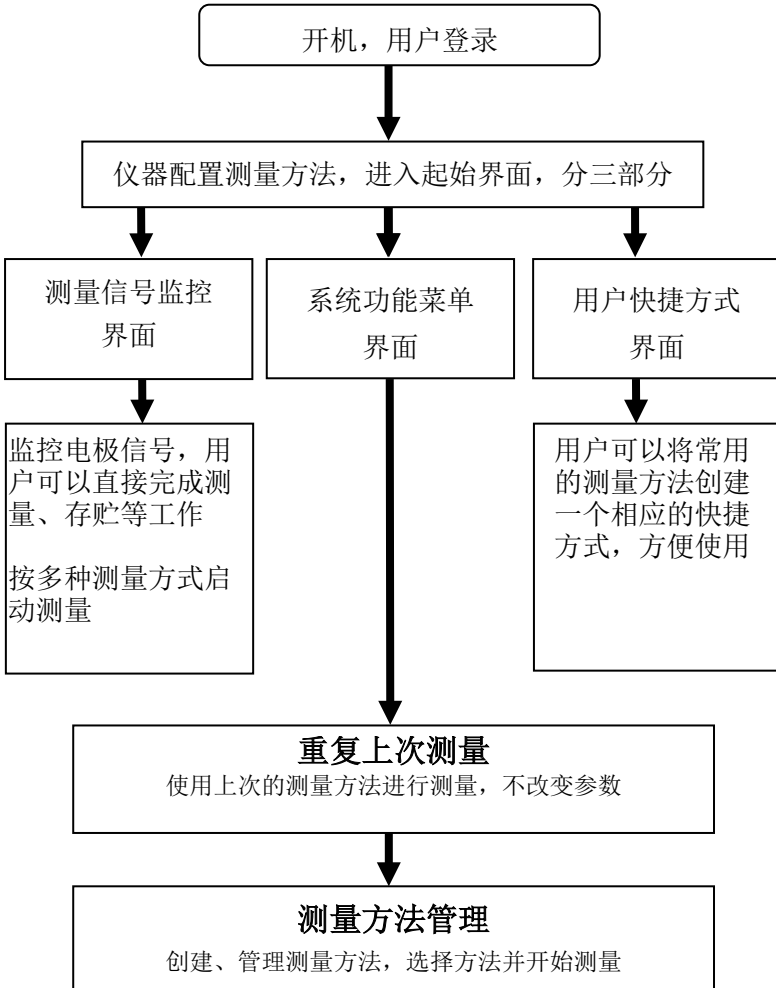 开机，用户登录
仪器配置测量方法，进入起始界面，分三部分
测量信号监控
界面
系统功能菜单
界面
用户快捷方式
界面
监控电极信号，用
户可以直接完成测
量、存贮等工作
按多种测量方式启
动测量
用户可以将常用
的测量方法创建
一个相应的快捷
方式，方便使用
重复上次测量
使用上次的测量方法进行测量，不改变参数
测量方法管理
创建、管理测量方法，选择方法并开始测量